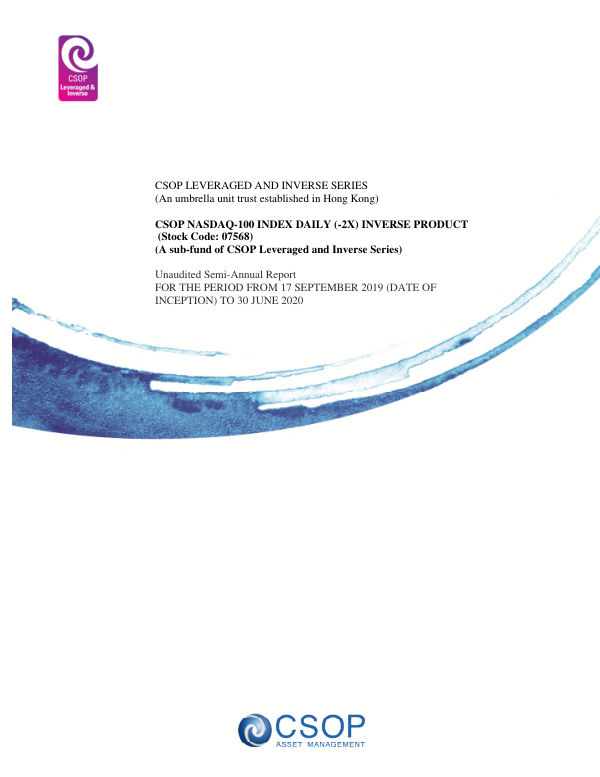 CSOP
Leveraged &
Inverse
CSOP LEVERAGED AND INVERSE SERIES
(An umbrella unit trust established in Hong Kong)
CSOP NASDAQ-100 INDEX DAILY (-2X) INVERSE PRODUCT
(Stock Code: 07568)
(A sub-fund of CSOP Leveraged and Inverse Series)
Unaudited Semi-Annual Report
FOR THE PERIOD FROM 17 SEPTEMBER 2019 (DATE OF
INCEPTION) TO 30 JUNE 2020
CSOP
ASSET MANAGEMENT